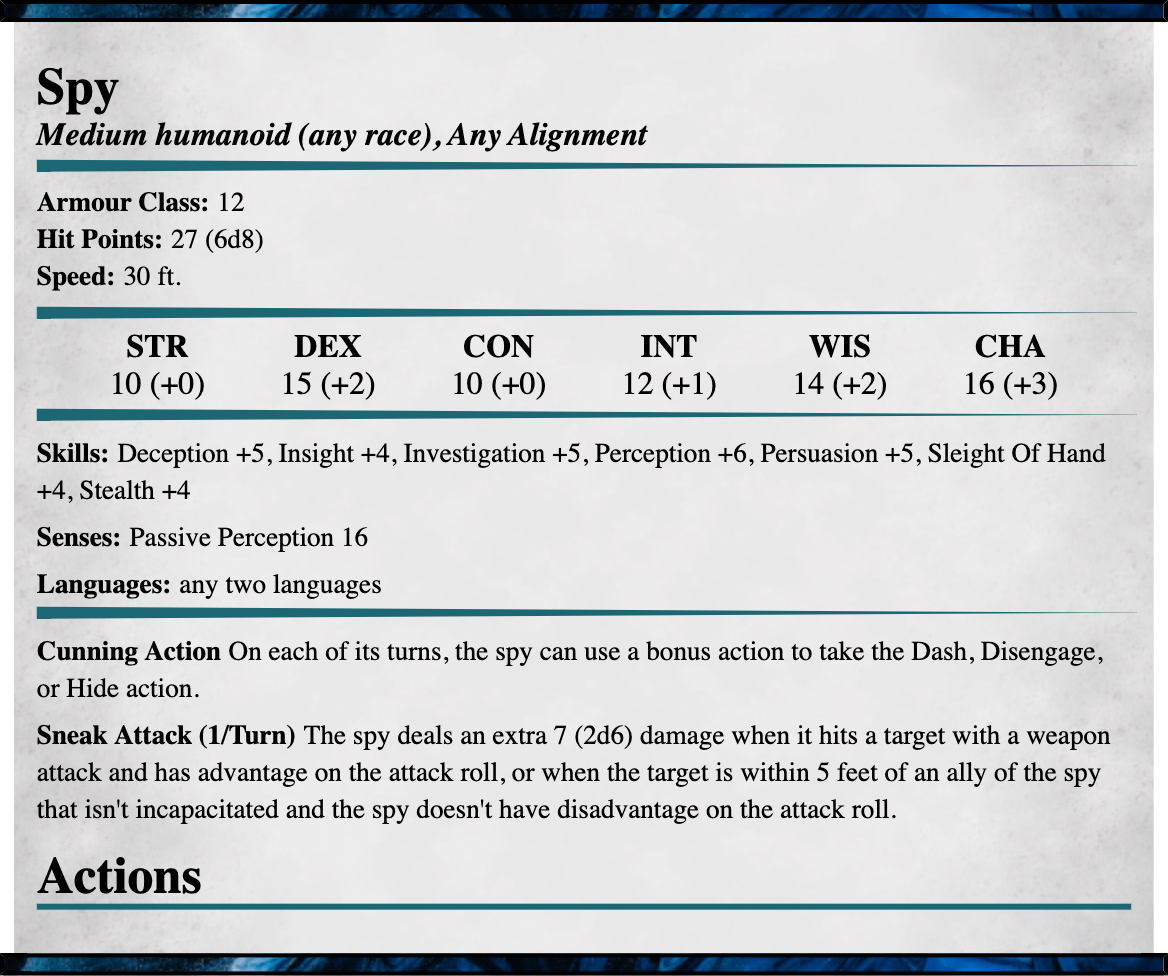 Spy
Medium humanoid (any race), Any Alignment
Armour Class: 12
Hit Points: 27 (6d8)
Speed: 30 ft.
STR DEX CON INT WIS CHA
10 (+0) 15 (+2) 10 (+0) 12 (+1) 14 (+2) 16 (+3)
Skills: Deception +5, Insight +4, Investigation +5, Perception +6, Persuasion +5, Sleight Of Hand
+4, Stealth +4
Senses: Passive Perception 16
Languages: any two languages
Cunning Action On each of its turns, the spy can use a bonus action to take the Dash, Disengage,
or Hide action.
Sneak Attack (1/Turn) The spy deals an extra 7 (2d6) damage when it hits a target with a weapon
attack and has advantage on the attack roll, or when the target is within 5 feet of an ally of the spy
that isn't incapacitated and the spy doesn't have disadvantage on the attack roll.
Actions